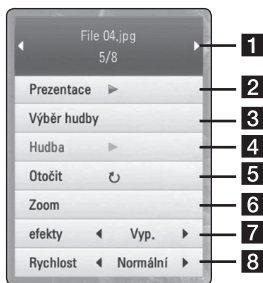 File 04.jpg
5/8
1
Prezentace
2
Výběr hudby
3
Hudba
4
Otočit
5
Zoom
6
efekty Vyp.
7
Rychlost Normální
8